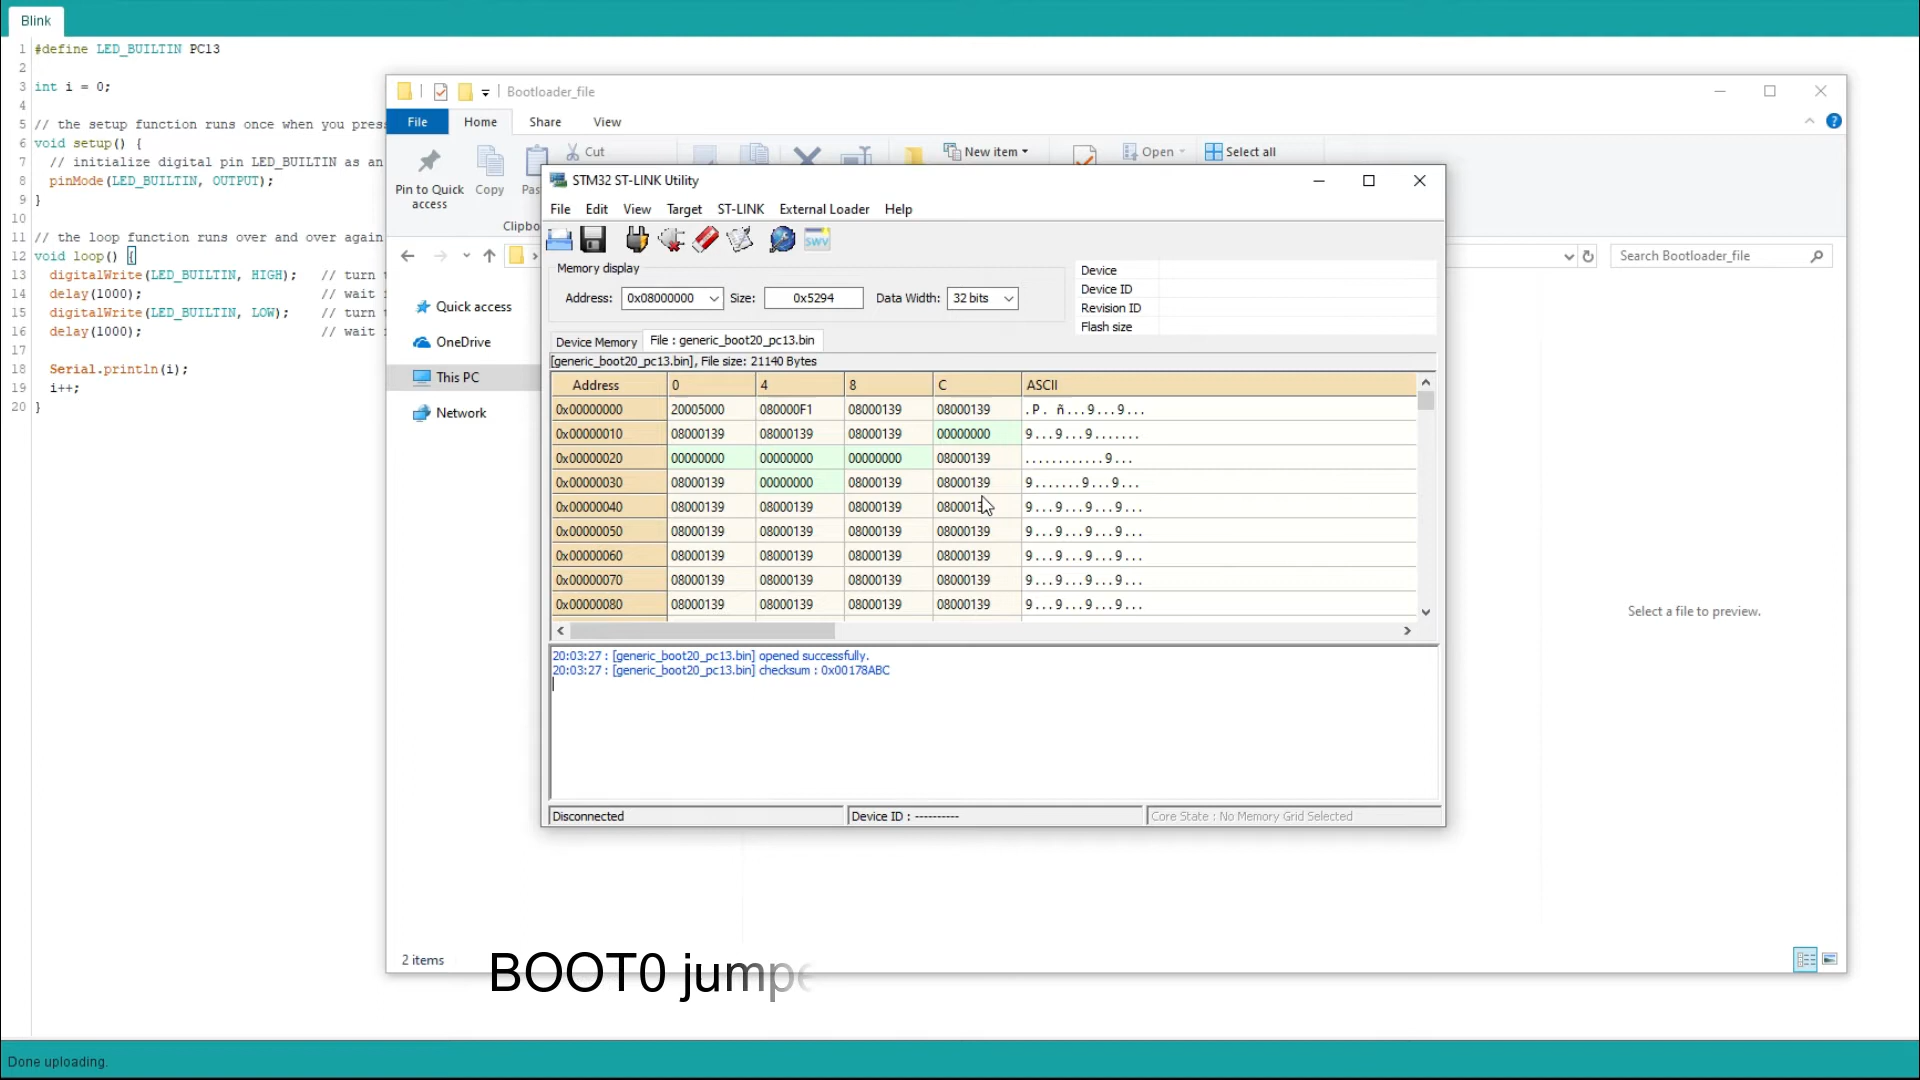 Blink
1 #define LED_BUILTIN PC13
2
3 int i = 0;
4
5 // the setup function runs once when you pres
6 void setup() {
7 // initialize digital pin LED_BUILTIN as an
8 pinMode(LED_BUILTIN, OUTPUT);
9 }
10
11 // the loop function runs over and over again
12 void loop() {
13 digitalWrite(LED_BUILTIN, HIGH); // turn
14 delay(1000); // wait
15 digitalWrite(LED_BUILTIN, LOW); // turn
16 delay(1000); // wait
17
18 Serial.println(i);
19 i++;
20 }
Done uploading.
Bootloader_file
File Home Share View
Pin to Quick access
Copy
Pas
Cut
New item
Open
Select all
Clipbo
Search Bootloader_file
Quick access
OneDrive
This PC
Network
Select a file to preview.
2 items
STM32 ST-LINK Utility
File Edit View Target ST-LINK External Loader Help
SWV
Memory display
Address: 0x08000000 Size: 0x5294 Data Width: 32 bits
Device
Device ID
Revision ID
Flash size
Device Memory File : generic_boot20_pc13.bin
[generic_boot20_pc13.bin], File size: 21140 Bytes
Address 0 4 8 C ASCII
0x00000000 20005000 080000F1 08000139 08000139 .P. ñ...9...9...
0x00000010 08000139 08000139 08000139 00000000 9...9...9.......
0x00000020 00000000 00000000 00000000 08000139 ............9...
0x00000030 08000139 00000000 08000139 08000139 9.......9...9...
0x00000040 08000139 08000139 08000139 08000139 9...9...9...9...
0x00000050 08000139 08000139 08000139 08000139 9...9...9...9...
0x00000060 08000139 08000139 08000139 08000139 9...9...9...9...
0x00000070 08000139 08000139 08000139 08000139 9...9...9...9...
0x00000080 08000139 08000139 08000139 08000139 9...9...9...9...
20:03:27 : [generic_boot20_pc13.bin] opened successfully.
20:03:27 : [generic_boot20_pc13.bin] checksum : 0x00178ABC
Disconnected
Device ID : ----------
Core State : No Memory Grid Selected
BOOT0 jumpe